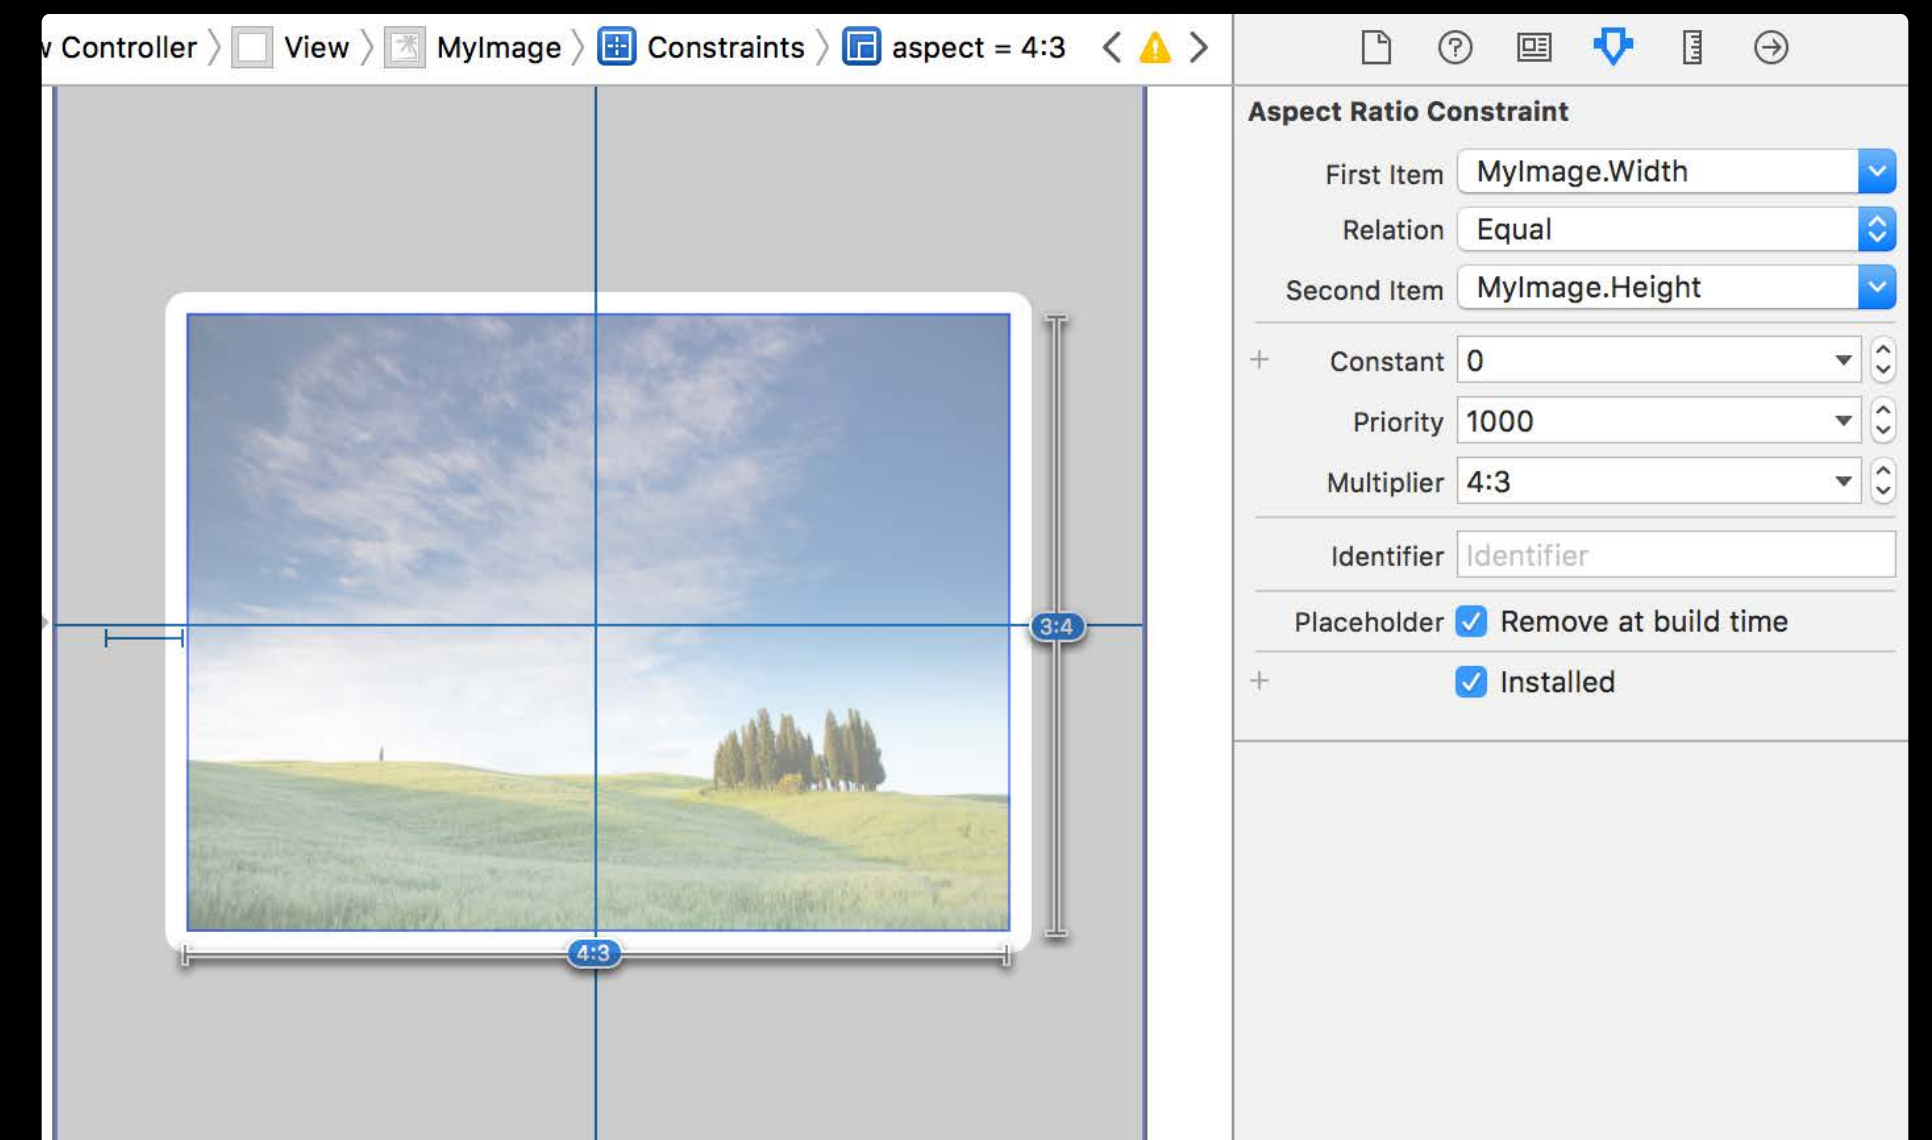 w Controller View MyImage Constraints aspect = 4:3
Aspect Ratio Constraint
First Item MyImage.Width
Relation Equal
Second Item MyImage.Height
+ Constant 0
Priority 1000
Multiplier 4:3
Identifier Identifier
Placeholder Remove at build time
+ Installed
3:4
4:3